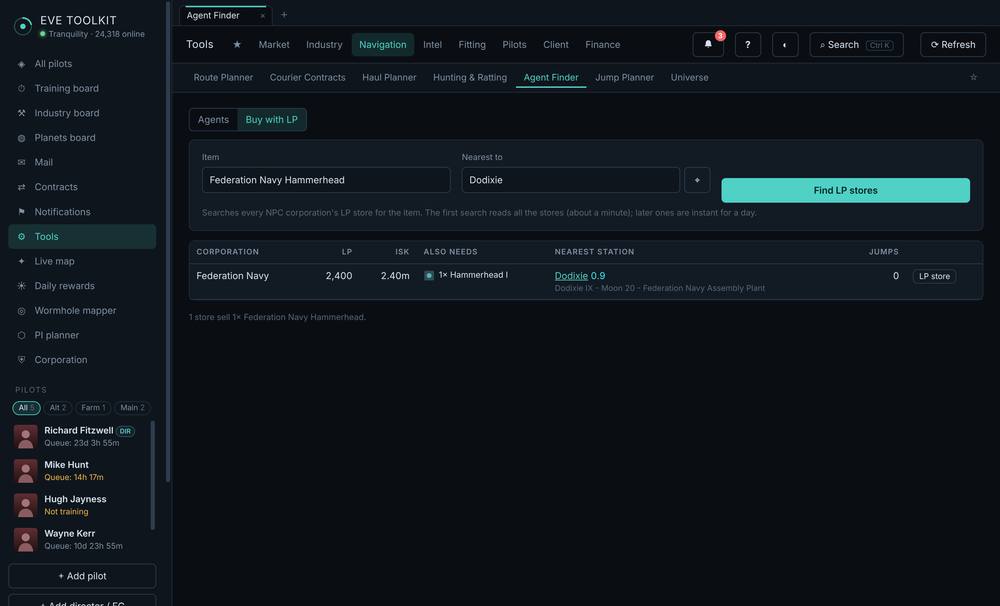 Agent Finder × +
EVE TOOLKIT
Tranquility · 24,318 online
Tools ★ Market Industry Navigation Intel Fitting Pilots Client Finance 3 ? Search Ctrl K Refresh
Route Planner Courier Contracts Haul Planner Hunting & Ratting Agent Finder Jump Planner Universe
All pilots
Training board
Industry board
Planets board
Mail
Contracts
Notifications
Tools
Live map
Daily rewards
Wormhole mapper
PI planner
Corporation
PILOTS
All 5 Alt 2 Farm 1 Main 2
Richard Fitzwell DIR
Queue: 23d 3h 55m
Mike Hunt
Queue: 14h 17m
Hugh Jayness
Not training
Wayne Kerr
Queue: 10d 23h 55m
+ Add pilot
+ Add director / FC
Agents Buy with LP
Item Nearest to
Federation Navy Hammerhead Dodixie Find LP stores
Searches every NPC corporation's LP store for the item. The first search reads all the stores (about a minute); later ones are instant for a day.
CORPORATION LP ISK ALSO NEEDS NEAREST STATION JUMPS
Federation Navy 2,400 2.40m 1× Hammerhead I Dodixie 0.9 0 LP store
Dodixie IX - Moon 20 - Federation Navy Assembly Plant
1 store sell 1× Federation Navy Hammerhead.